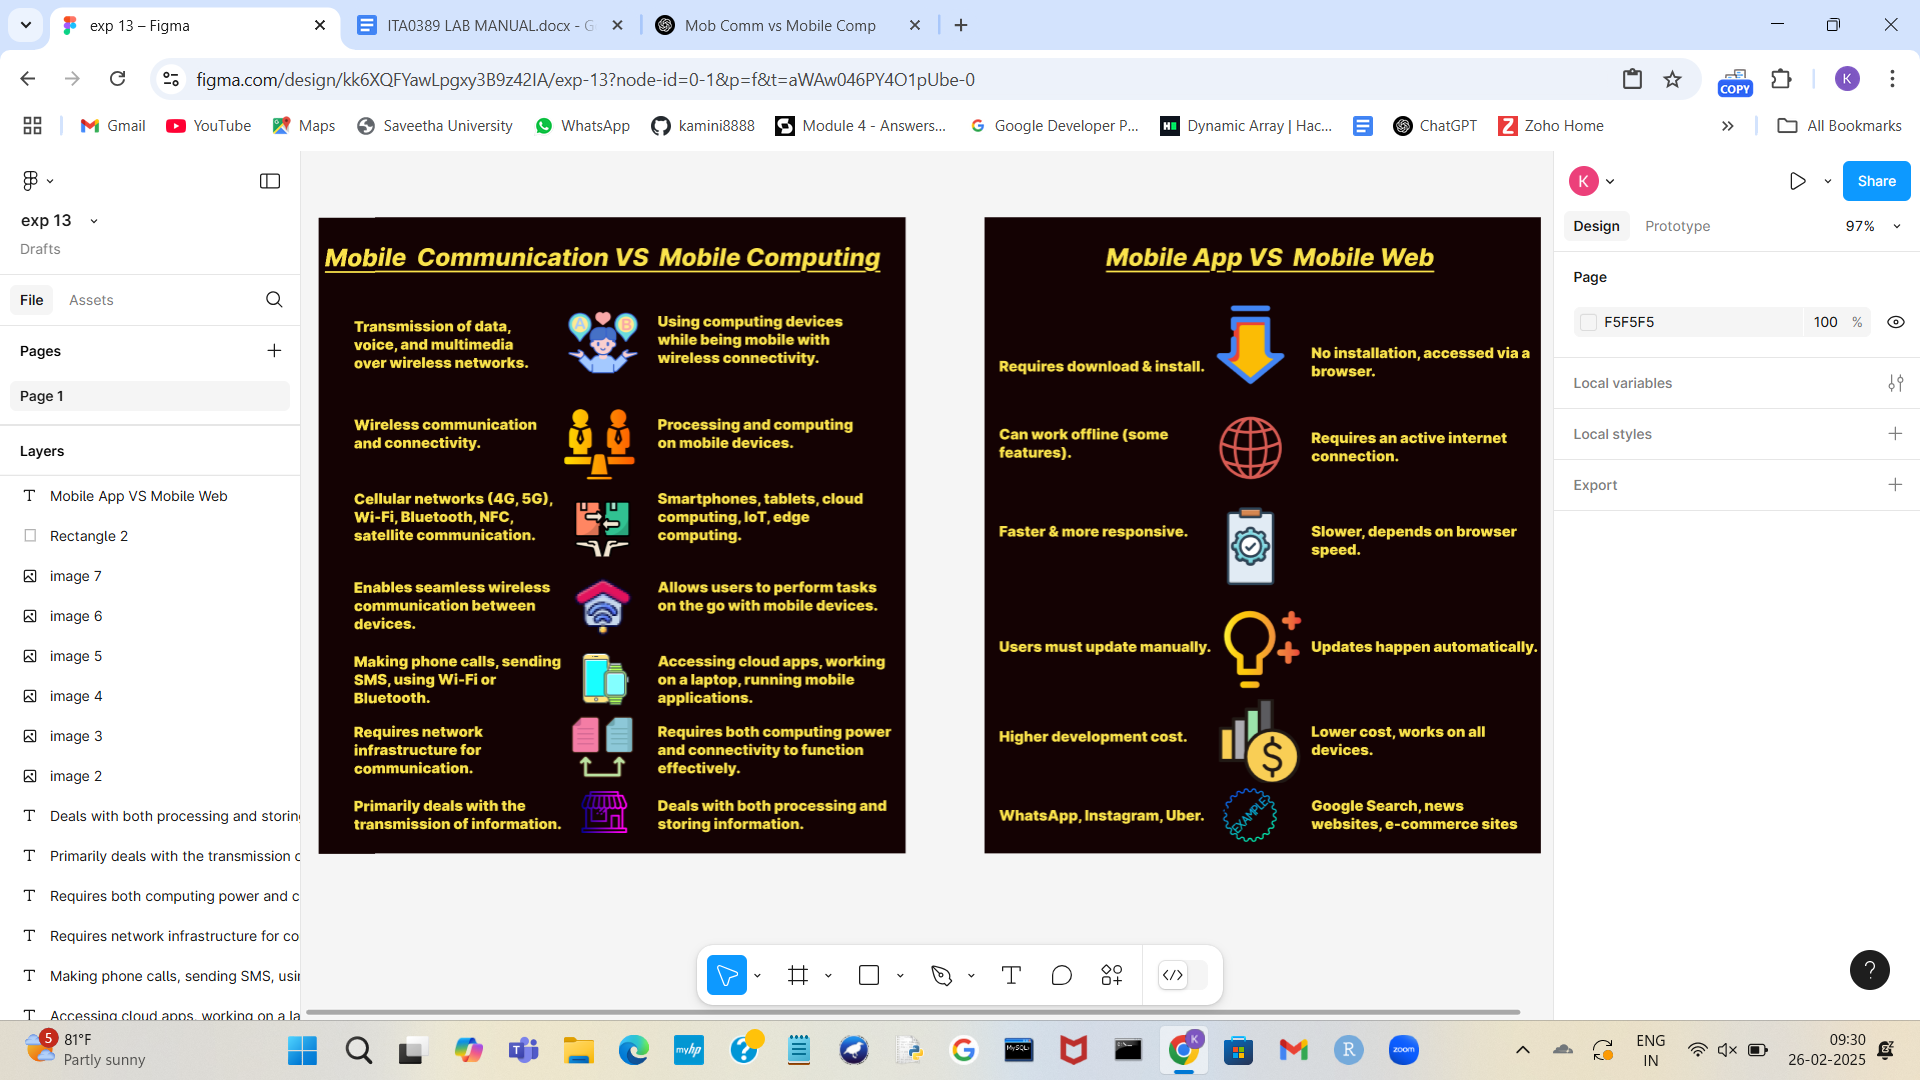 exp 13 – Figma
ITA0389 LAB MANUAL.docx - G
Mob Comm vs Mobile Comp
figma.com/design/kk6XQFYawLpgxy3B9z42IA/exp-13?node-id=0-1&p=f&t=aWAw046PY4O1pUbe-0
COPY
K
Gmail
YouTube
Maps
Saveetha University
WhatsApp
kamini8888
Module 4 - Answers...
Google Developer P...
Dynamic Array | Hac...
ChatGPT
Zoho Home
All Bookmarks
exp 13
Drafts
File
Assets
Pages
Page 1
Layers
Mobile App VS Mobile Web
Rectangle 2
image 7
image 6
image 5
image 4
image 3
image 2
Deals with both processing and storin
Primarily deals with the transmission o
Requires both computing power and c
Requires network infrastructure for co
Making phone calls, sending SMS, usi
Accessing cloud apps, working on a la
Mobile Communication VS Mobile Computing
Transmission of data,
voice, and multimedia
over wireless networks.
A B
Using computing devices
while being mobile with
wireless connectivity.
Wireless communication
and connectivity.
Processing and computing
on mobile devices.
Cellular networks (4G, 5G),
Wi-Fi, Bluetooth, NFC,
satellite communication.
Smartphones, tablets, cloud
computing, IoT, edge
computing.
Enables seamless wireless
communication between
devices.
Allows users to perform tasks
on the go with mobile devices.
Making phone calls, sending
SMS, using Wi-Fi or
Bluetooth.
Accessing cloud apps, working
on a laptop, running mobile
applications.
Requires network
infrastructure for
communication.
Requires both computing power
and connectivity to function
effectively.
Primarily deals with the
transmission of information.
Deals with both processing and
storing information.
Mobile App VS Mobile Web
Requires download & install.
No installation, accessed via a
browser.
Can work offline (some
features).
Requires an active internet
connection.
Faster & more responsive.
Slower, depends on browser
speed.
Users must update manually.
Updates happen automatically.
Higher development cost.
$
Lower cost, works on all
devices.
WhatsApp, Instagram, Uber.
EXAMPLE
Google Search, news
websites, e-commerce sites
K
Share
Design
Prototype
97%
Page
F5F5F5
100 %
Local variables
Local styles
Export
?
5
81°F
Partly sunny
myhp
MySQL
K
R
zoom
ENG
IN
09:30
26-02-2025